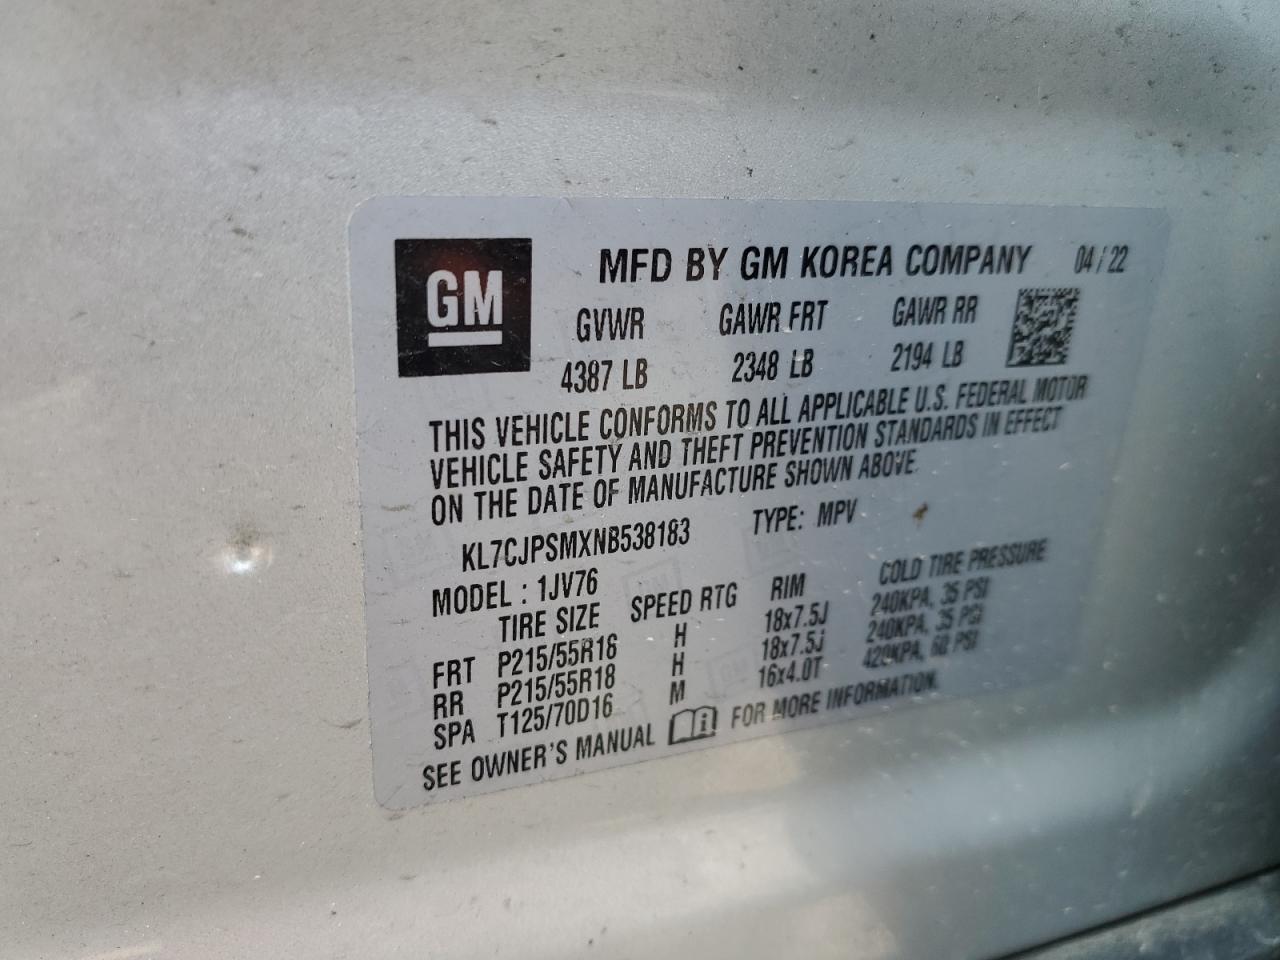 GM
MFD BY GM KOREA COMPANY 04/22
GVWR GAWR FRT GAWR RR
4387 LB 2348 LB 2194 LB
THIS VEHICLE CONFORMS TO ALL APPLICABLE U.S. FEDERAL MOTOR
VEHICLE SAFETY AND THEFT PREVENTION STANDARDS IN EFFECT
ON THE DATE OF MANUFACTURE SHOWN ABOVE.
KL7CJPSMXNB538183 TYPE: MPV
MODEL : 1JV76
TIRE SIZE SPEED RTG RIM COLD TIRE PRESSURE
FRT P215/55R18 H 18x7.5J 240KPA, 35 PSI
RR P215/55R18 H 18x7.5J 240KPA, 35 PSI
SPA T125/70D16 M 16x4.0T 420KPA, 60 PSI
SEE OWNER'S MANUAL FOR MORE INFORMATION.